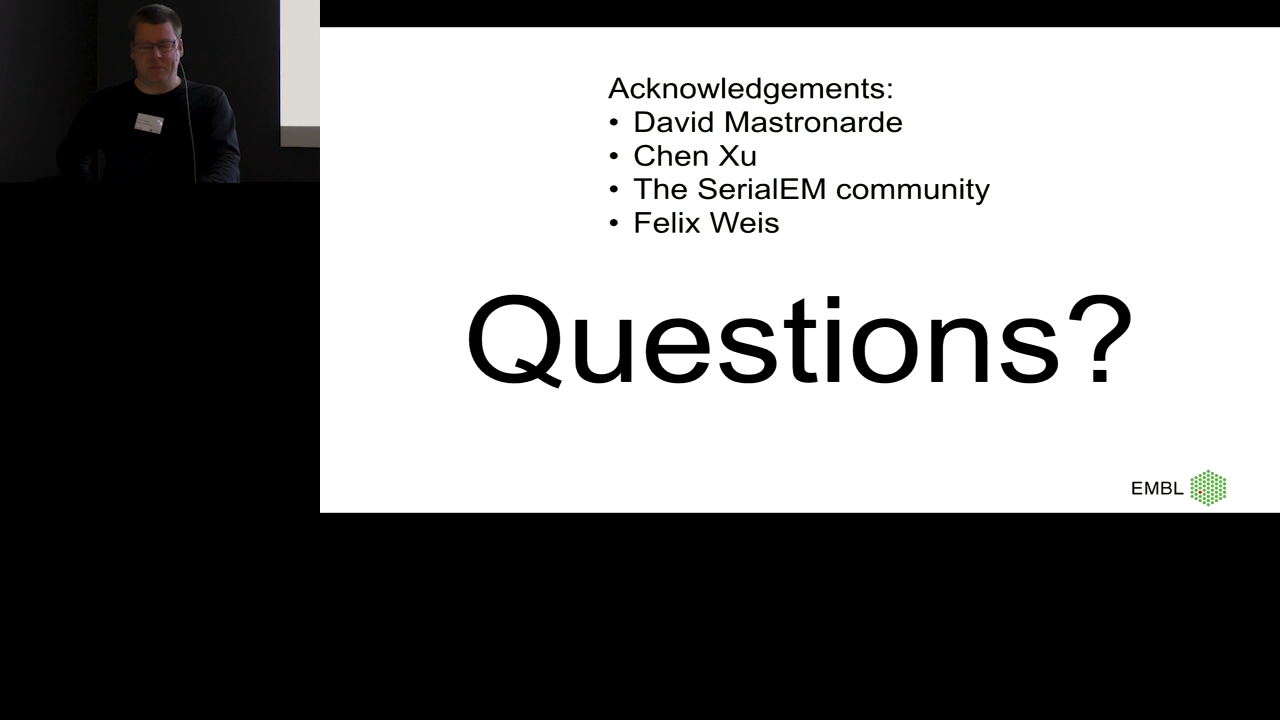 Acknowledgements:
• David Mastronarde
• Chen Xu
• The SerialEM community
• Felix Weis
Questions?
EMBL